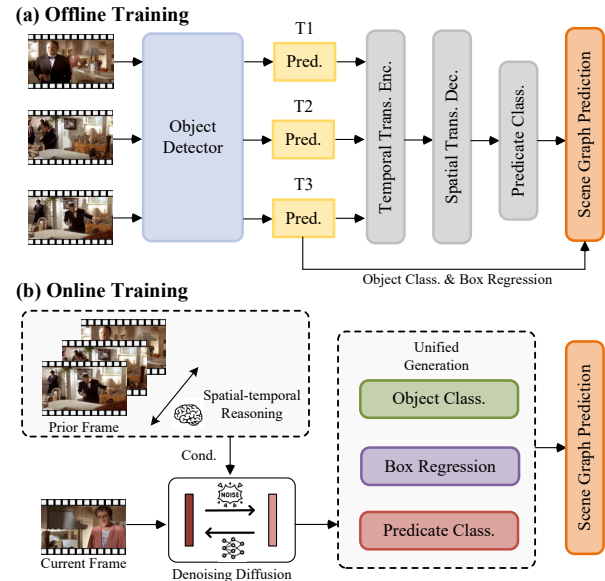 (a) Offline Training
T1
Pred.
T2
Pred.
T3
Pred.
Object
Detector
Temporal Trans. Enc.
Spatial Trans. Dec.
Predicate Class.
Scene Graph Prediction
Object Class. & Box Regression
(b) Online Training
Prior Frame
Spatial-temporal
Reasoning
Cond.
NOISE
Current Frame
Denoising Diffusion
Unified
Generation
Object Class.
Box Regression
Predicate Class.
Scene Graph Prediction